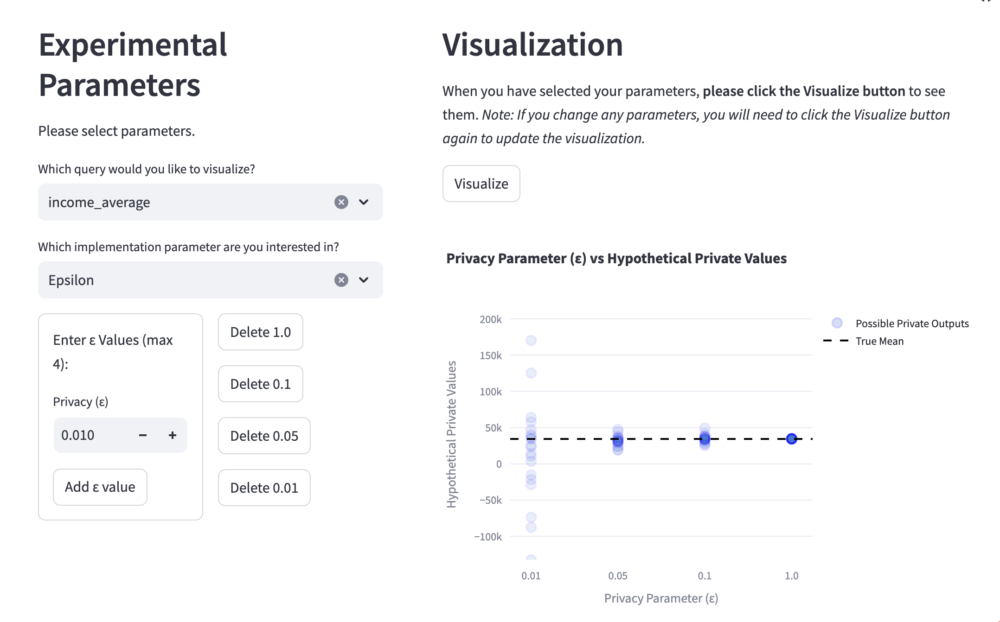 Experimental
Parameters
Please select parameters.
Which query would you like to visualize?
income_average
Which implementation parameter are you interested in?
Epsilon
Enter ε Values (max
4):
Privacy (ε)
0.010
Add ε value
Delete 1.0
Delete 0.1
Delete 0.05
Delete 0.01
Visualization
When you have selected your parameters, please click the Visualize button to see
them. Note: If you change any parameters, you will need to click the Visualize button
again to update the visualization.
Visualize
Privacy Parameter (ε) vs Hypothetical Private Values
Hypothetical Private Values
200k
150k
100k
50k
0
−50k
−100k
0.01 0.05 0.1 1.0
Privacy Parameter (ε)
Possible Private Outputs
True Mean